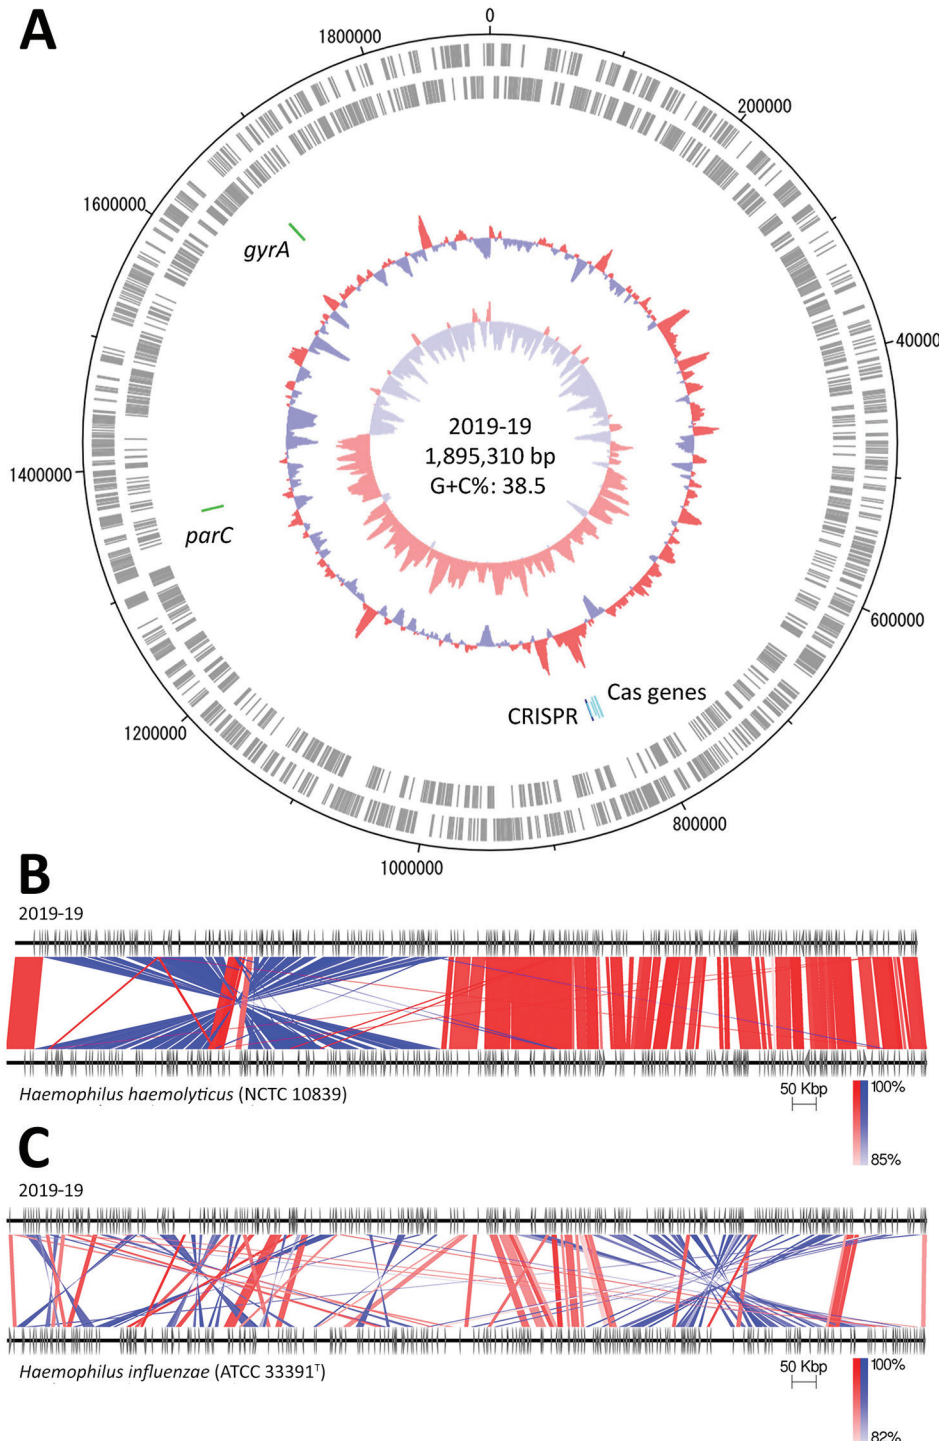 A
0
1800000
200000
1600000
gyrA
40000
2019-19
1,895,310 bp
G+C%: 38.5
1400000
parC
600000
Cas genes
CRISPR
1200000
800000
1000000
B
2019-19
Haemophilus haemolyticus (NCTC 10839)
50 Kbp
100%
85%
C
2019-19
Haemophilus influenzae (ATCC 33391ᵀ)
50 Kbp
100%
82%